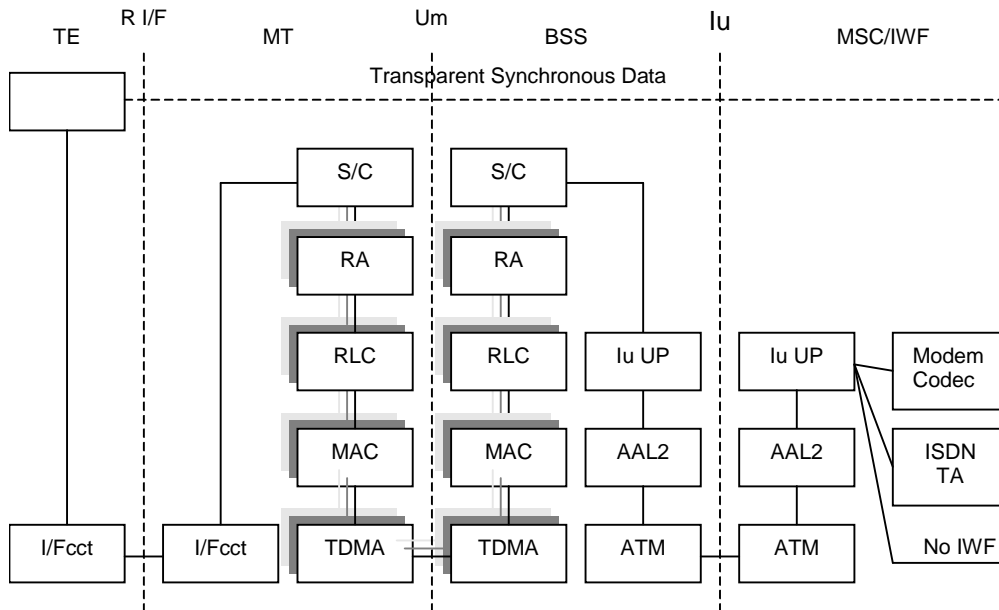 R I/F
Um
Iu
TE
MT
BSS
MSC/IWF
Transparent Synchronous Data
S/C
S/C
RA
RA
RLC
RLC
Iu UP
Iu UP
Modem
Codec
MAC
MAC
AAL2
AAL2
ISDN
TA
I/Fcct
I/Fcct
TDMA
TDMA
ATM
ATM
No IWF